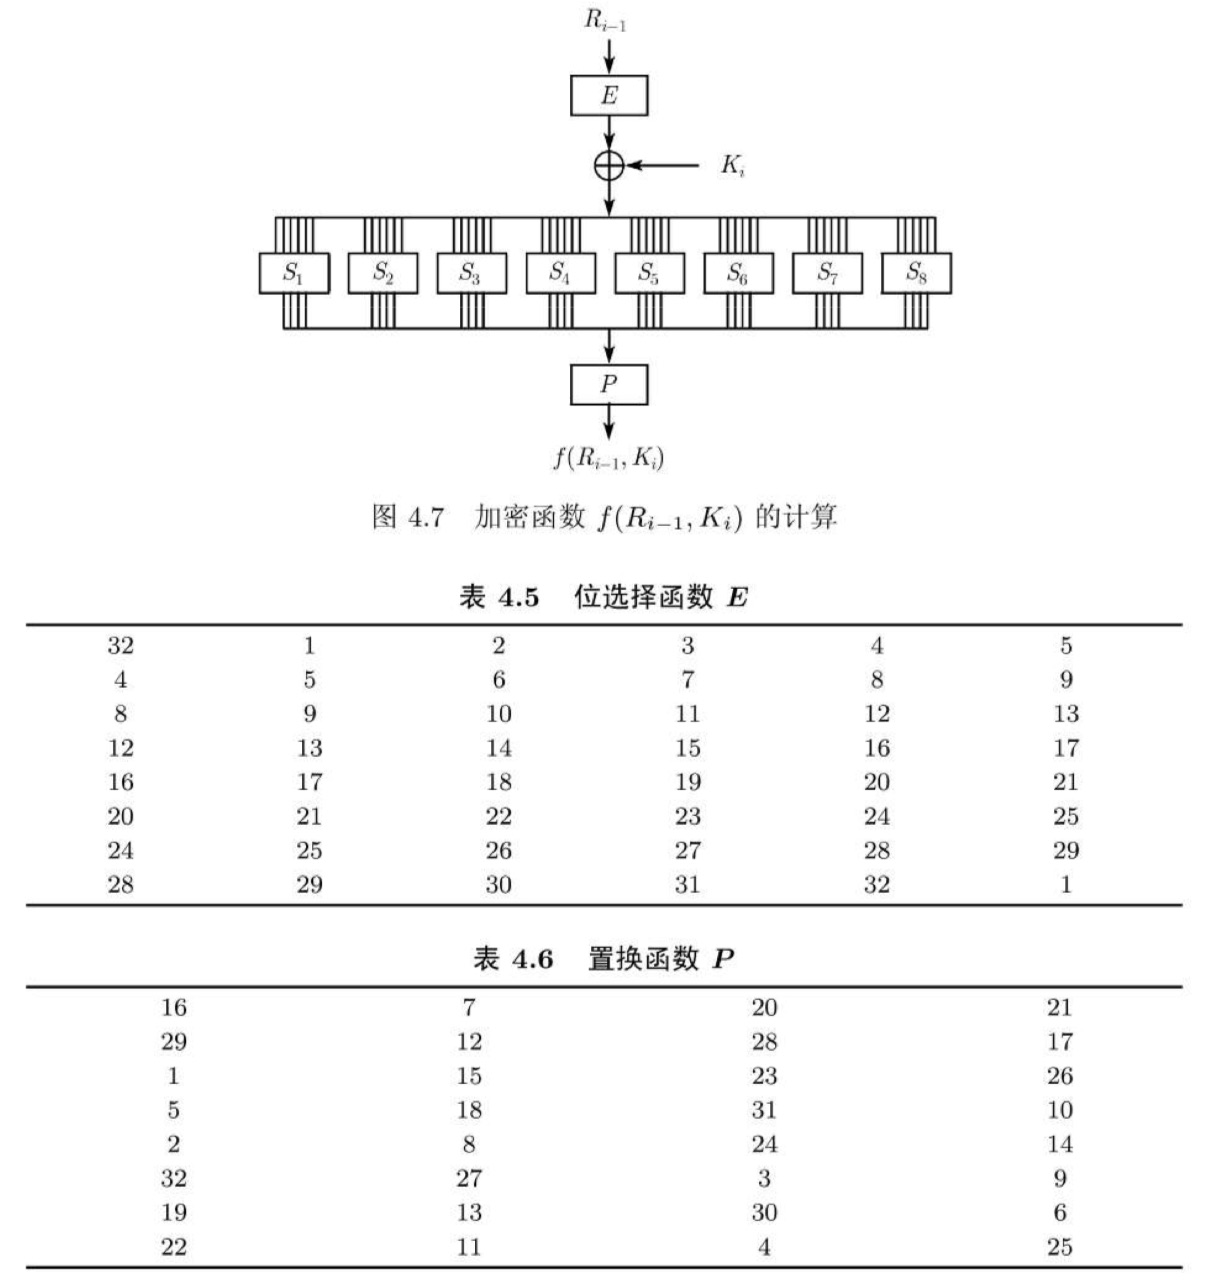 R_{i-1}
E
K_i
S_1 S_2 S_3 S_4 S_5 S_6 S_7 S_8
P
f(R_{i-1}, K_i)
图 4.7 加密函数 f(R_{i-1}, K_i) 的计算
表 4.5 位选择函数 E
32 1 2 3 4 5
4 5 6 7 8 9
8 9 10 11 12 13
12 13 14 15 16 17
16 17 18 19 20 21
20 21 22 23 24 25
24 25 26 27 28 29
28 29 30 31 32 1
表 4.6 置换函数 P
16 7 20 21
29 12 28 17
1 15 23 26
5 18 31 10
2 8 24 14
32 27 3 9
19 13 30 6
22 11 4 25